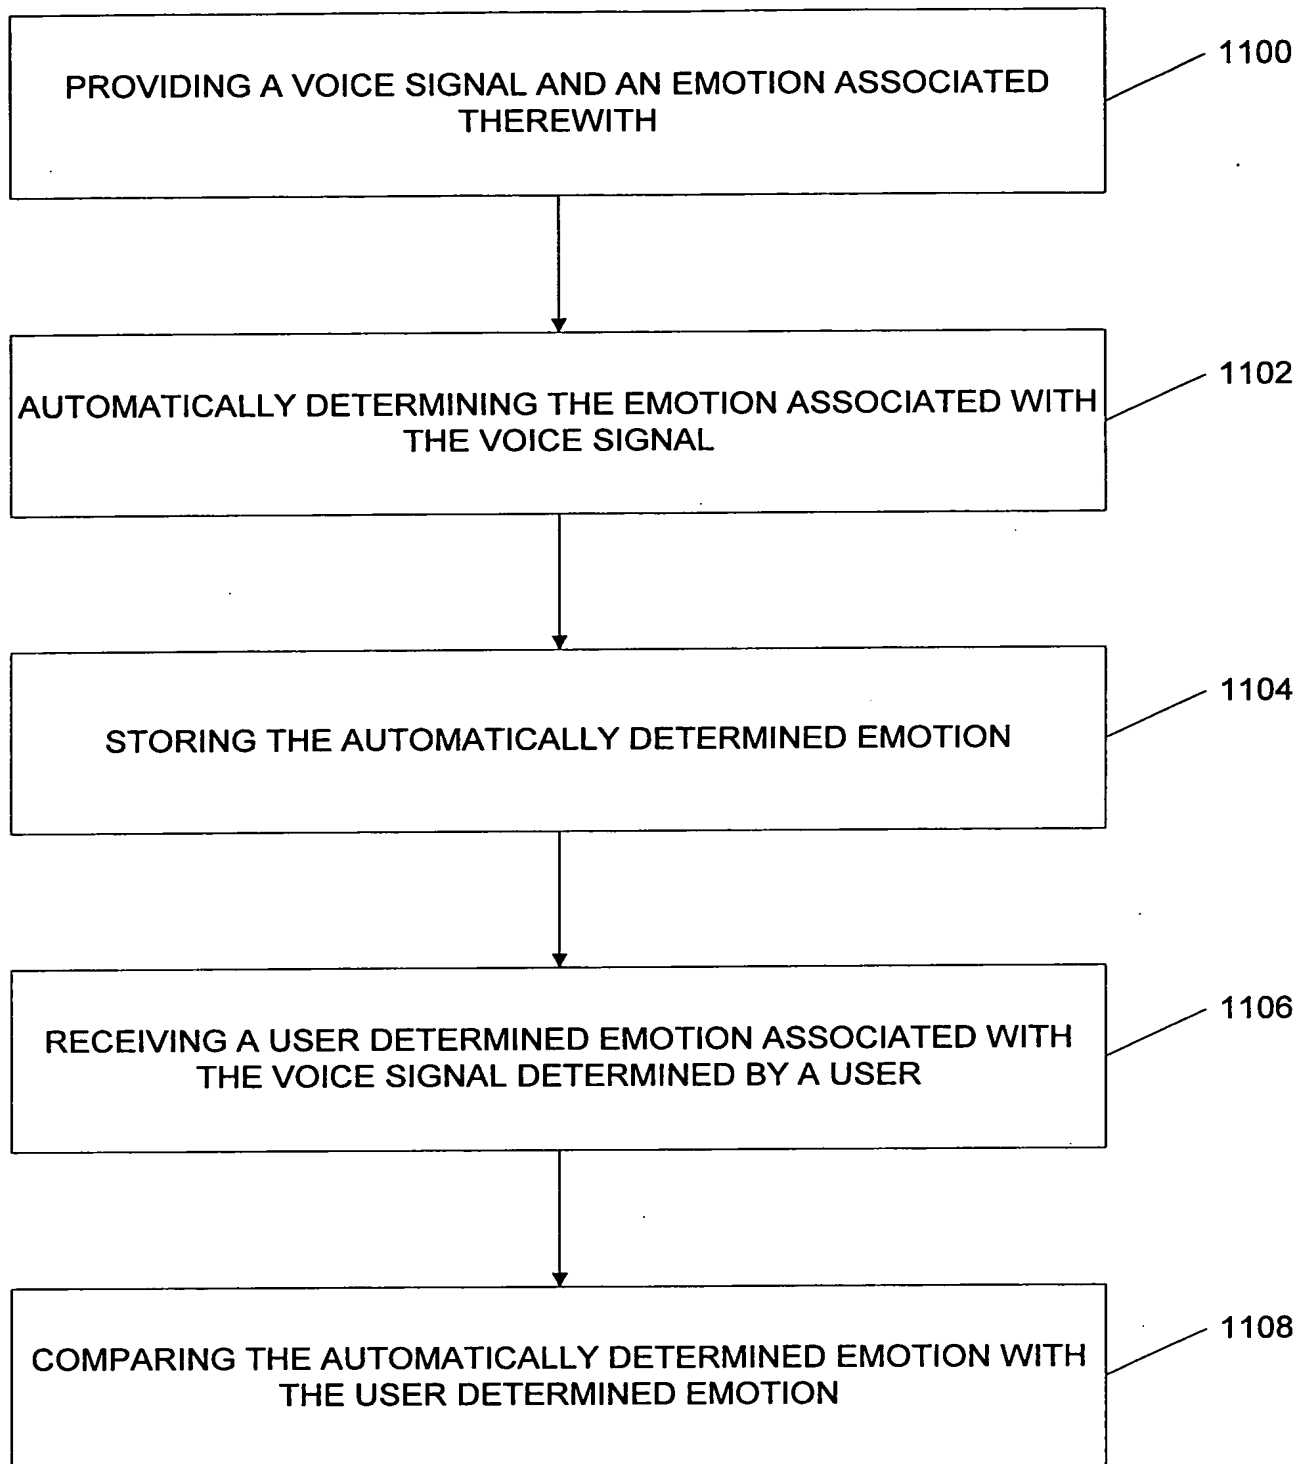 1100
PROVIDING A VOICE SIGNAL AND AN EMOTION ASSOCIATED
THEREWITH
1102
AUTOMATICALLY DETERMINING THE EMOTION ASSOCIATED WITH
THE VOICE SIGNAL
1104
STORING THE AUTOMATICALLY DETERMINED EMOTION
1106
RECEIVING A USER DETERMINED EMOTION ASSOCIATED WITH
THE VOICE SIGNAL DETERMINED BY A USER
1108
COMPARING THE AUTOMATICALLY DETERMINED EMOTION WITH
THE USER DETERMINED EMOTION